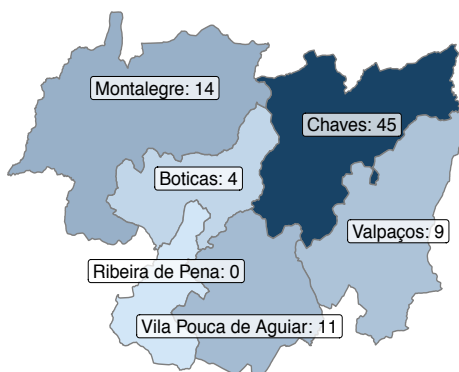 Montalegre: 14
Chaves: 45
Boticas: 4
Valpaços: 9
Ribeira de Pena: 0
Vila Pouca de Aguiar: 11